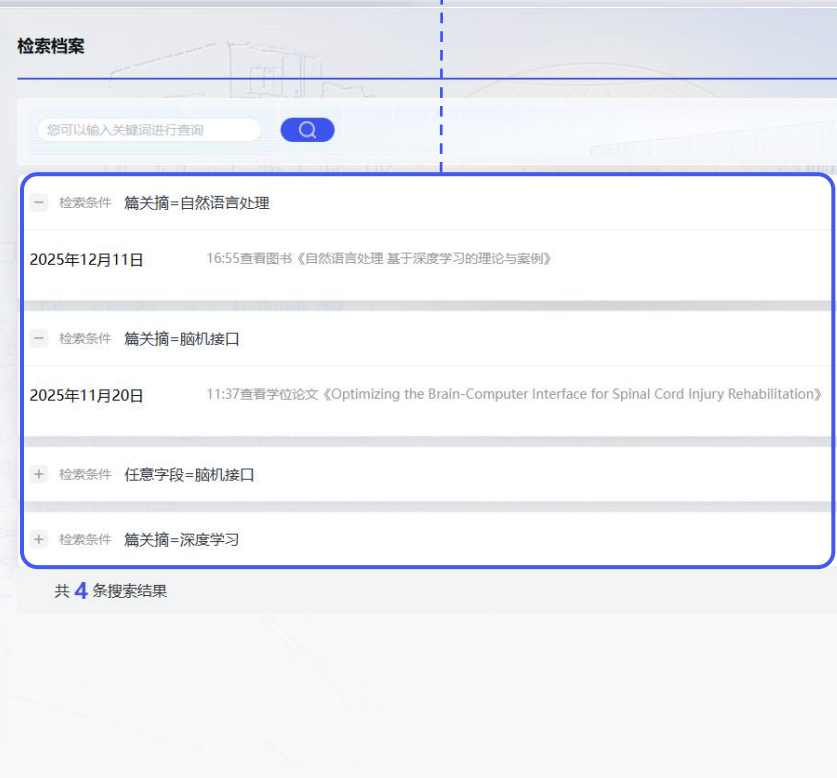 检索档案
您可以输入关键词进行查询
检索条件 篇关摘=自然语言处理
2025年12月11日 16:55查看图书《自然语言处理 基于深度学习的理论与案例》
检索条件 篇关摘=脑机接口
2025年11月20日 11:37查看学位论文《Optimizing the Brain-Computer Interface for Spinal Cord Injury Rehabilitation》
检索条件 任意字段=脑机接口
检索条件 篇关摘=深度学习
共 4 条搜索结果